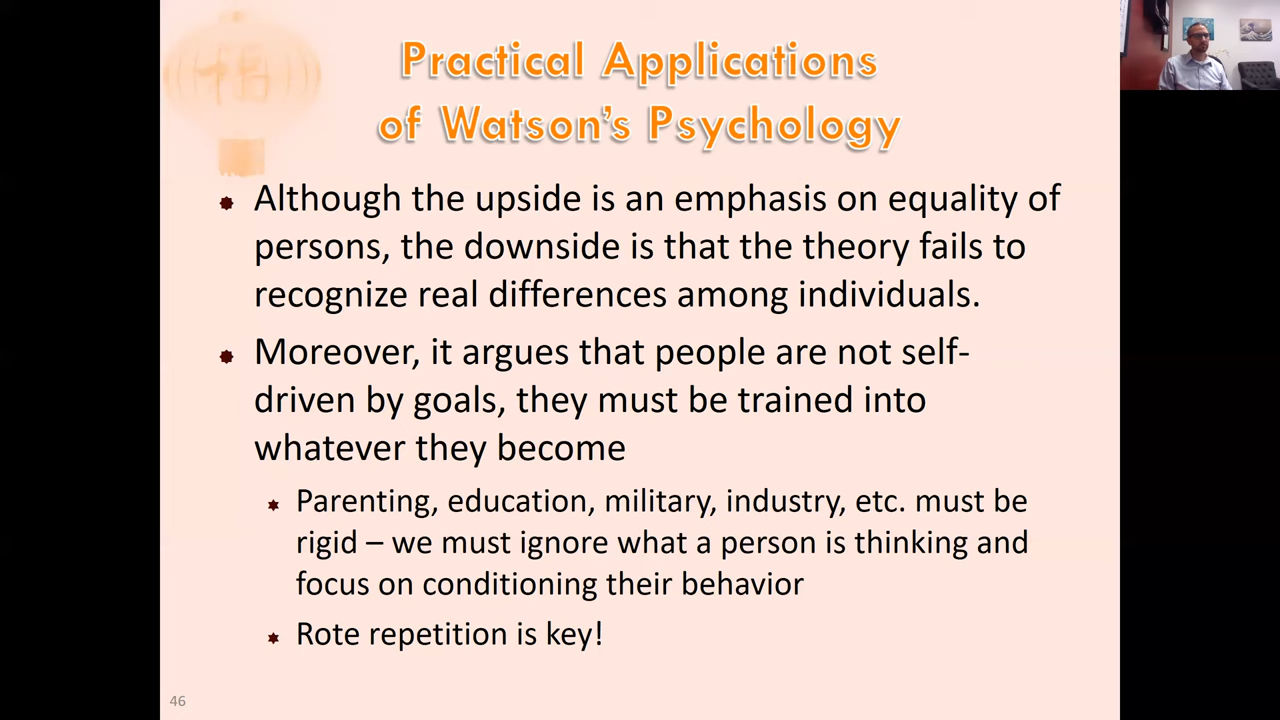 福
Practical Applications
of Watson's Psychology
Although the upside is an emphasis on equality of
persons, the downside is that the theory fails to
recognize real differences among individuals.
Moreover, it argues that people are not self-
driven by goals, they must be trained into
whatever they become
Parenting, education, military, industry, etc. must be
rigid – we must ignore what a person is thinking and
focus on conditioning their behavior
Rote repetition is key!
46